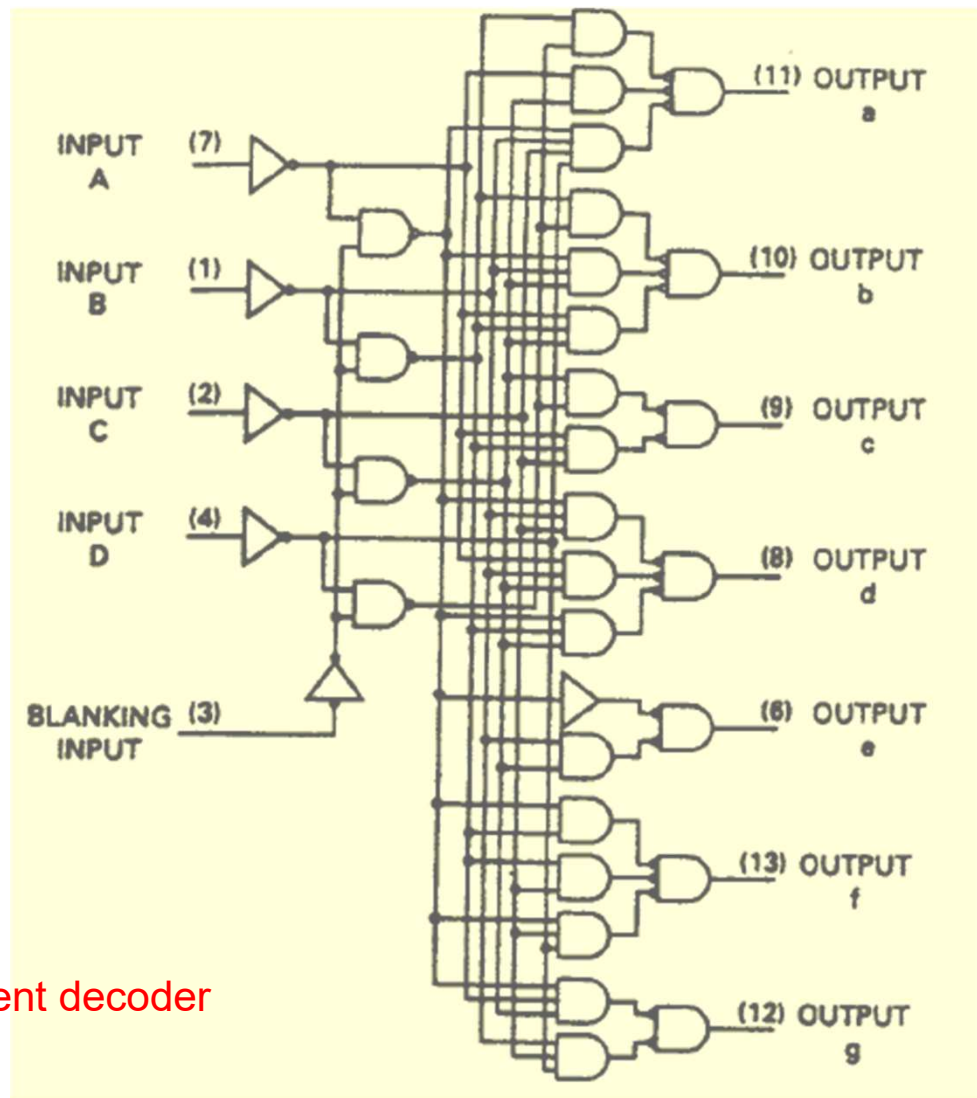 (11) OUTPUT
a
INPUT (7)
A
INPUT (1)
B
(10) OUTPUT
b
INPUT (2)
C
(9) OUTPUT
c
INPUT (4)
D
(8) OUTPUT
d
BLANKING (3)
INPUT
(6) OUTPUT
e
(13) OUTPUT
f
ent decoder
(12) OUTPUT
g